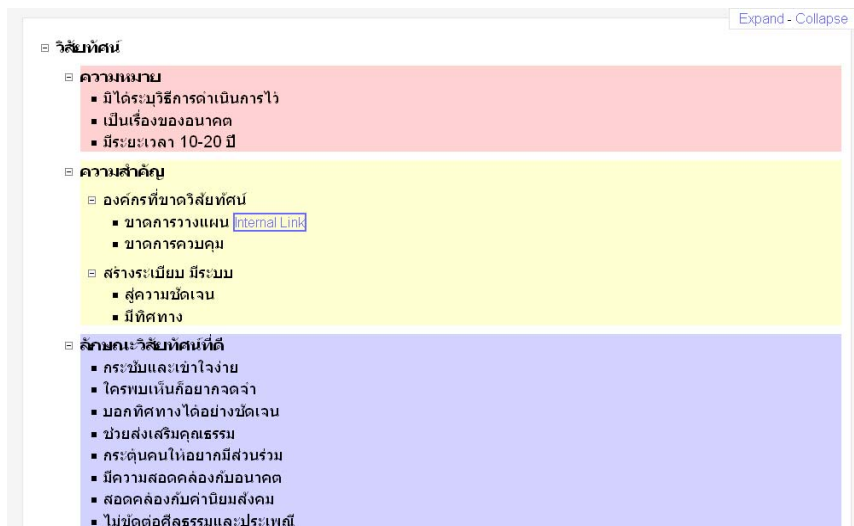 Expand - Collapse
วิสัยทัศน์
ความหมาย
มิได้ระบุวิธีการดำเนินการไว้
เป็นเรื่องของอนาคต
มีระยะเวลา 10-20 ปี
ความสำคัญ
องค์กรที่ขาดวิสัยทัศน์
ขาดการวางแผน Internal Link
ขาดการควบคุม
สร้างระเบียบ มีระบบ
สู่ความชัดเจน
มีทิศทาง
ลักษณะวิสัยทัศน์ที่ดี
กระชับและเข้าใจง่าย
ใครพบเห็นก็อยากจดจำ
บอกทิศทางได้อย่างชัดเจน
ช่วยส่งเสริมคุณธรรม
กระตุ้นคนให้อยากมีส่วนร่วม
มีความสอดคล้องกับอนาคต
สอดคล้องกับค่านิยมสังคม
ไม่ขัดต่อศีลธรรมและประเพณี